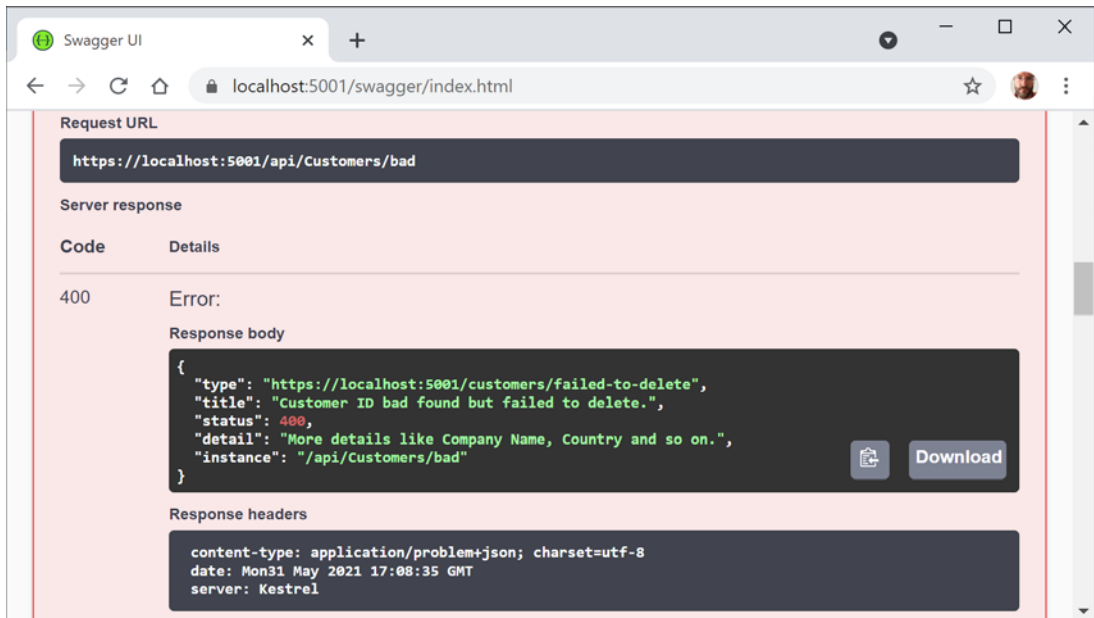 Swagger UI
localhost:5001/swagger/index.html
Request URL
https://localhost:5001/api/Customers/bad
Server response
Code Details
400 Error:
Response body
{
"type": "https://localhost:5001/customers/failed-to-delete",
"title": "Customer ID bad found but failed to delete.",
"status": 400,
"detail": "More details like Company Name, Country and so on.",
"instance": "/api/Customers/bad"
}
Download
Response headers
content-type: application/problem+json; charset=utf-8
date: Mon31 May 2021 17:08:35 GMT
server: Kestrel